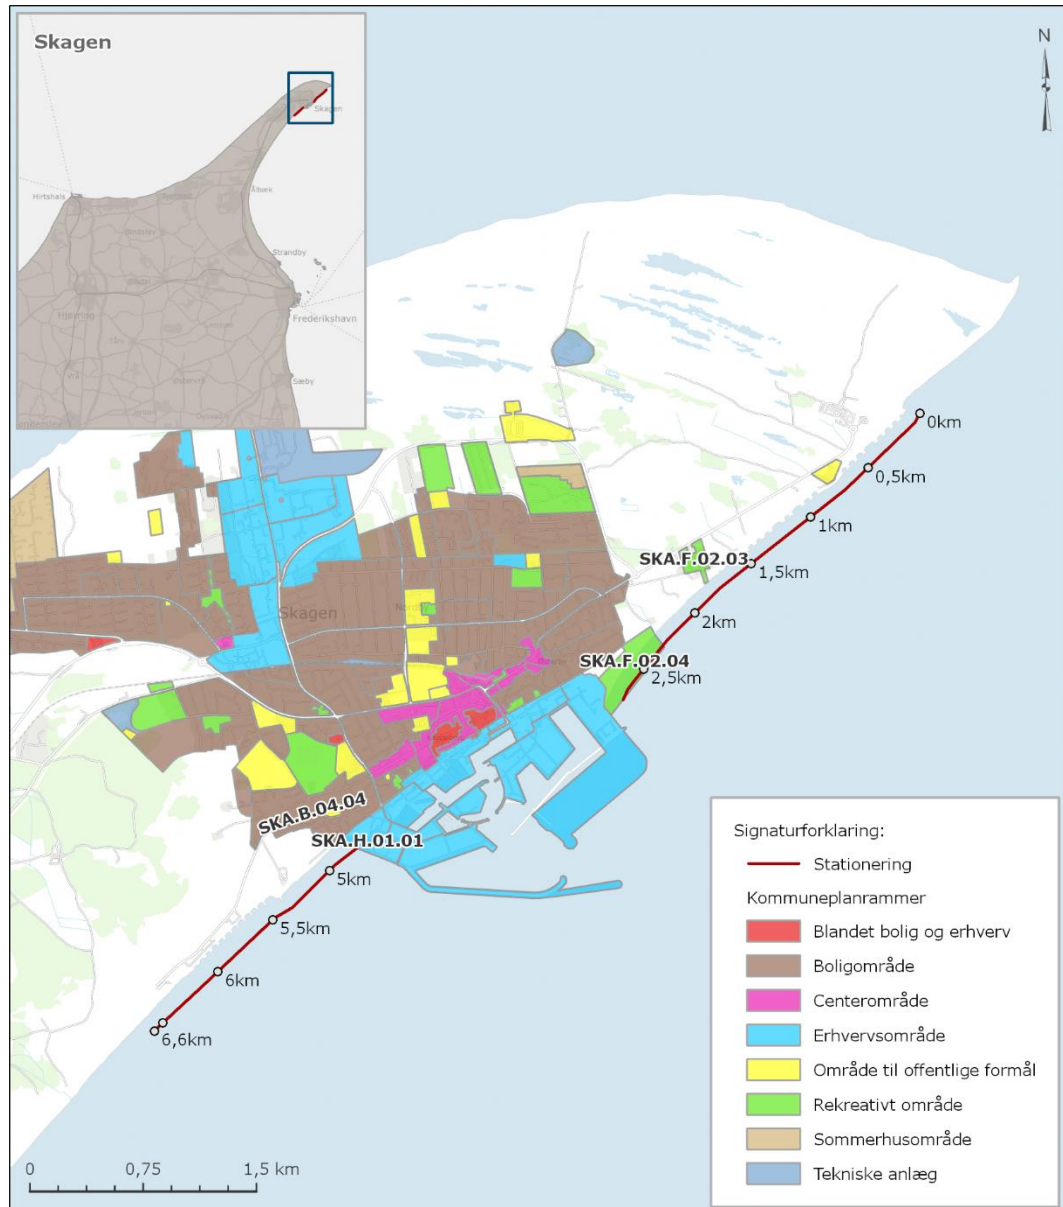 Skagen
Skagen
Hirtshals
Ålbæk
Strandby
Hjørring
Frederikshavn
Sæby
Vrå
N
0km
0,5km
1km
SKA.F.02.03
1,5km
2km
Skagen
SKA.F.02.04
2,5km
SKA.B.04.04
SKA.H.01.01
5km
5,5km
6km
6,6km
Signaturforklaring:
Stationering
Kommuneplanrammer
Blandet bolig og erhverv
Boligområde
Centerområde
Erhvervsområde
Område til offentlige formål
Rekreativt område
Sommerhusområde
Tekniske anlæg
0 0,75 1,5 km